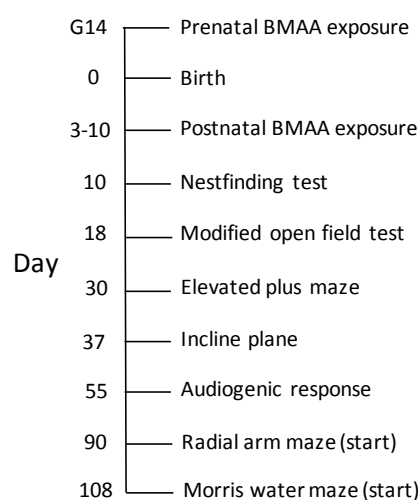 G14 Prenatal BMAA exposure
0 Birth
3-10 Postnatal BMAA exposure
10 Nestfinding test
18 Modified open field test
Day
30 Elevated plus maze
37 Incline plane
55 Audiogenic response
90 Radial arm maze (start)
108 Morris water maze (start)